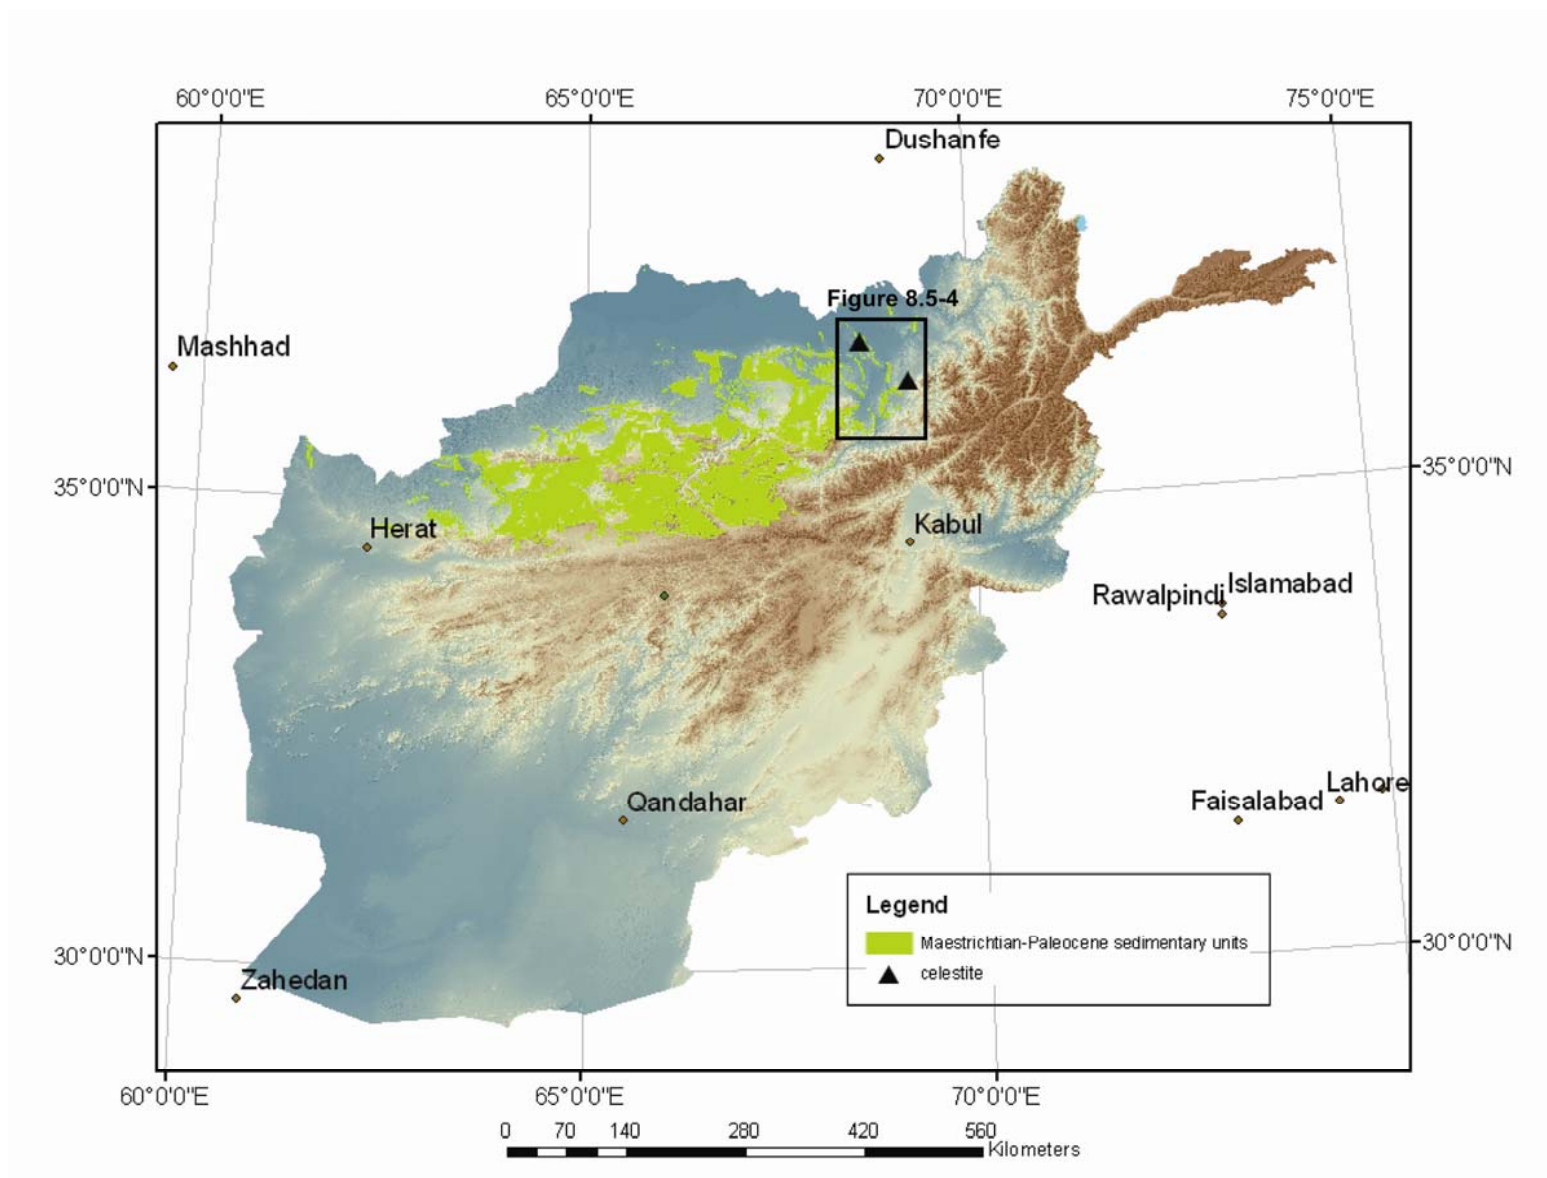 60°0'0"E 65°0'0"E 70°0'0"E 75°0'0"E
Dushanfe
Figure 8.5-4
Mashhad
35°0'0"N 35°0'0"N
Herat Kabul
Rawalpindi Islamabad
Qandahar
Lahore
Faisalabad
Legend
Maestrichtian-Paleocene sedimentary units
celestite
30°0'0"N 30°0'0"N
Zahedan
60°0'0"E 65°0'0"E 70°0'0"E
0 70 140 280 420 560
Kilometers